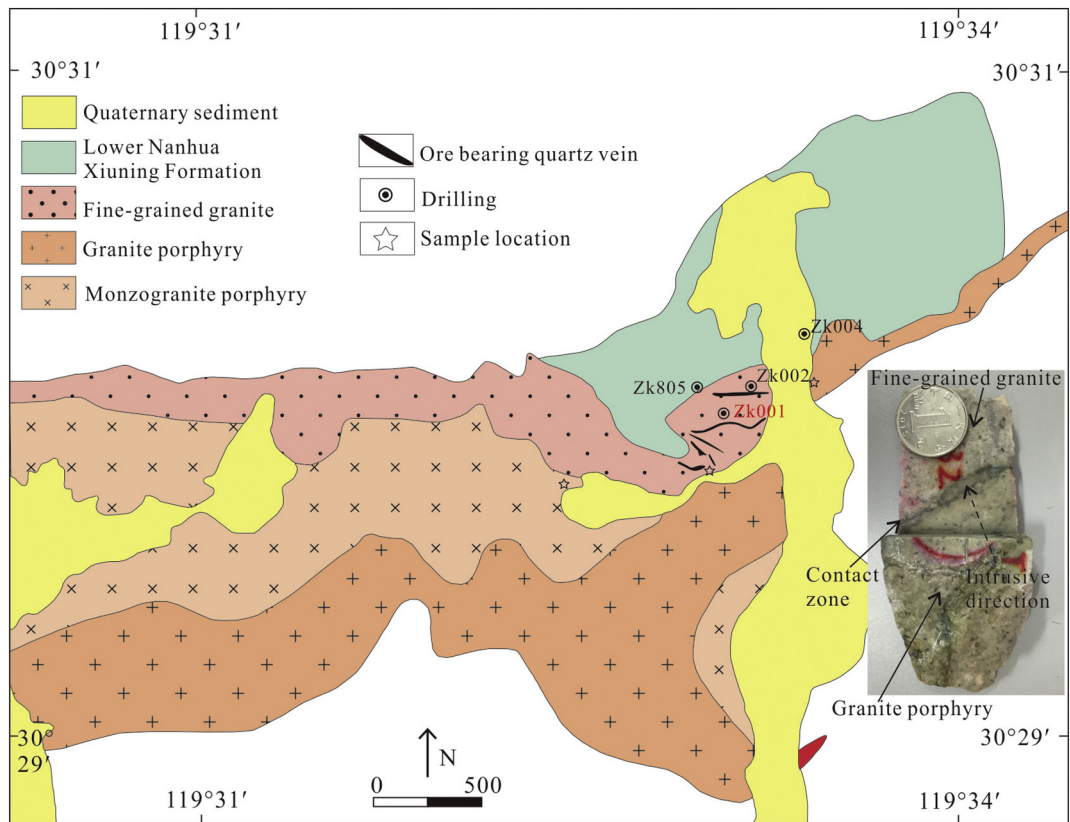 119°31′
119°34′
30°31′
30°31′
Quaternary sediment
Lower Nanhua
Xiuning Formation
Fine-grained granite
Granite porphyry
Monzogranite porphyry
Ore bearing quartz vein
Drilling
Sample location
Zk004
Zk805
Zk002
Zk001
Fine-grained granite
Contact
zone
Intrusive
direction
Granite porphyry
30
29′
30°29′
N
0
500
119°31′
119°34′